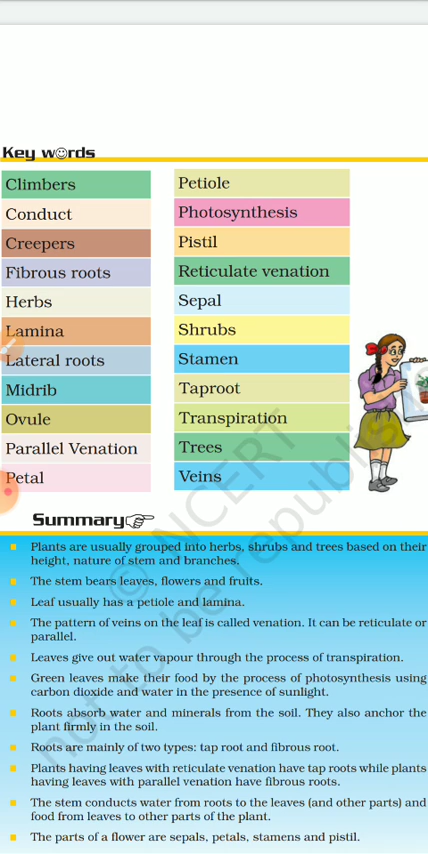 Key words
Climbers
Conduct
Creepers
Fibrous roots
Herbs
Lamina
Lateral roots
Midrib
Ovule
Parallel Venation
Petal
Petiole
Photosynthesis
Pistil
Reticulate venation
Sepal
Shrubs
Stamen
Taproot
Transpiration
Trees
Veins
Summary
Plants are usually grouped into herbs, shrubs and trees based on their
height, nature of stem and branches.
The stem bears leaves, flowers and fruits.
Leaf usually has a petiole and lamina.
The pattern of veins on the leaf is called venation. It can be reticulate or
parallel.
Leaves give out water vapour through the process of transpiration.
Green leaves make their food by the process of photosynthesis using
carbon dioxide and water in the presence of sunlight.
Roots absorb water and minerals from the soil. They also anchor the
plant firmly in the soil.
Roots are mainly of two types: tap root and fibrous root.
Plants having leaves with reticulate venation have tap roots while plants
having leaves with parallel venation have fibrous roots.
The stem conducts water from roots to the leaves (and other parts) and
food from leaves to other parts of the plant.
The parts of a flower are sepals, petals, stamens and pistil.
© NCERT
not to be republis